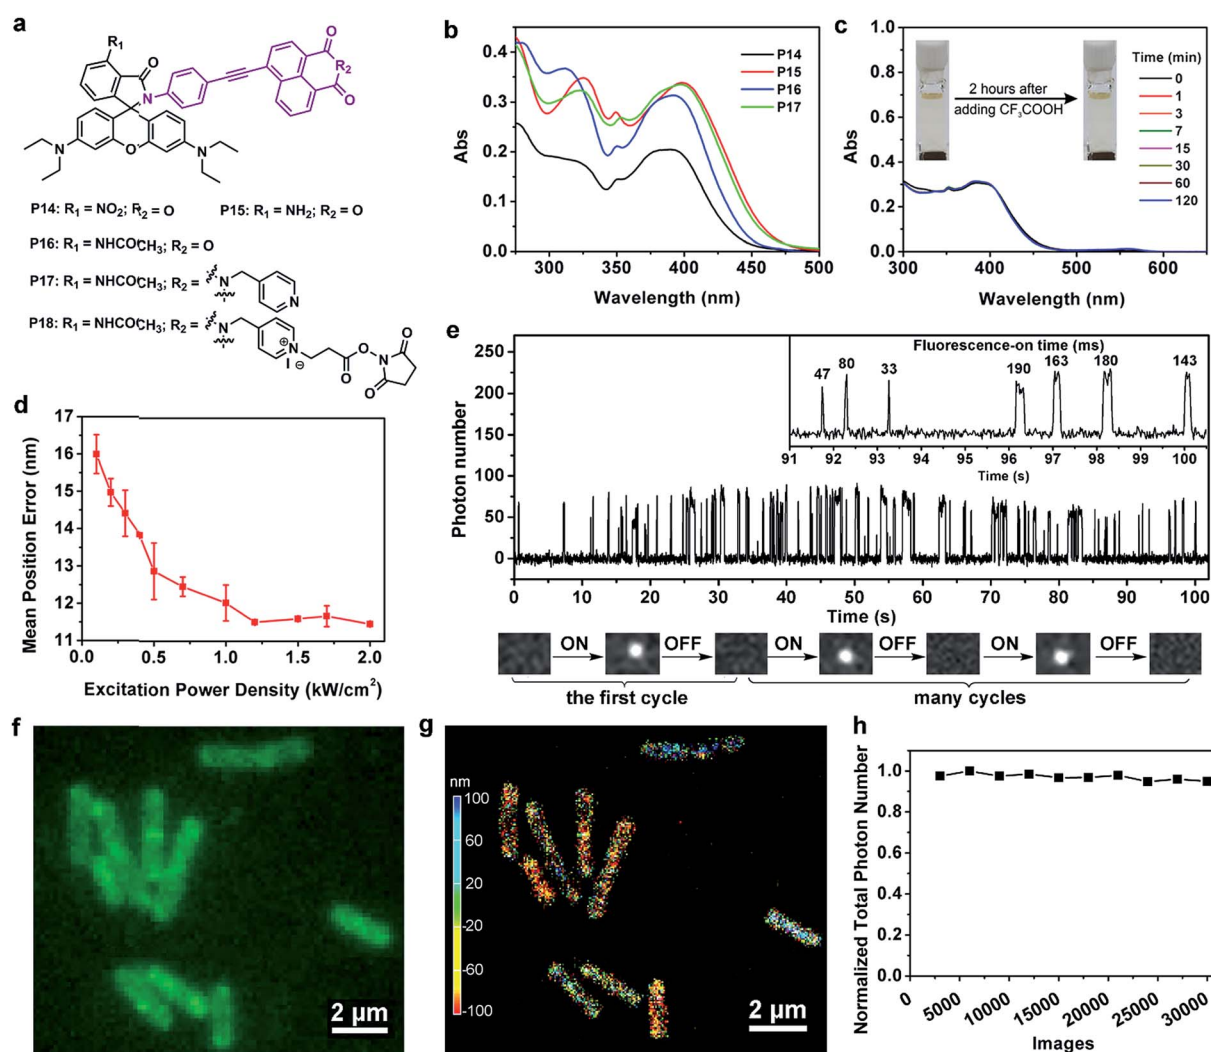 a
R1
O
N
O
R2
O
N
O
N
P14: R1 = NO2; R2 = O
P15: R1 = NH2; R2 = O
P16: R1 = NHCOCH3; R2 = O
P17: R1 = NHCOCH3; R2 =
N
N
P18: R1 = NHCOCH3; R2 =
N
N
+
I
−
O
O
N
O
O
b
0.4
0.3
0.2
0.1
0.0
Abs
P14
P15
P16
P17
300
350
400
450
500
Wavelength (nm)
c
1.0
0.8
0.6
0.4
0.2
0.0
Abs
2 hours after
adding CF3COOH
Time (min)
0
1
3
7
15
30
60
120
300
400
500
600
Wavelength (nm)
d
17
16
15
14
13
12
11
Mean Position Error (nm)
0.0
0.5
1.0
1.5
2.0
Excitation Power Density (kW/cm2)
e
250
200
150
100
50
0
Photon number
Fluorescence-on time (ms)
47
80
33
190
163
180
143
91 92 93 94 95 96 97 98 99 100
Time (s)
0 10 20 30 40 50 60 70 80 90 100
Time (s)
ON
OFF
ON
OFF
ON
OFF
the first cycle
many cycles
f
2 μm
g
nm
100
60
20
-20
-60
-100
2 μm
h
1.0
0.8
0.6
0.4
0.2
0.0
Normalized Total Photon Number
0
5000
10000
15000
20000
25000
30000
Images